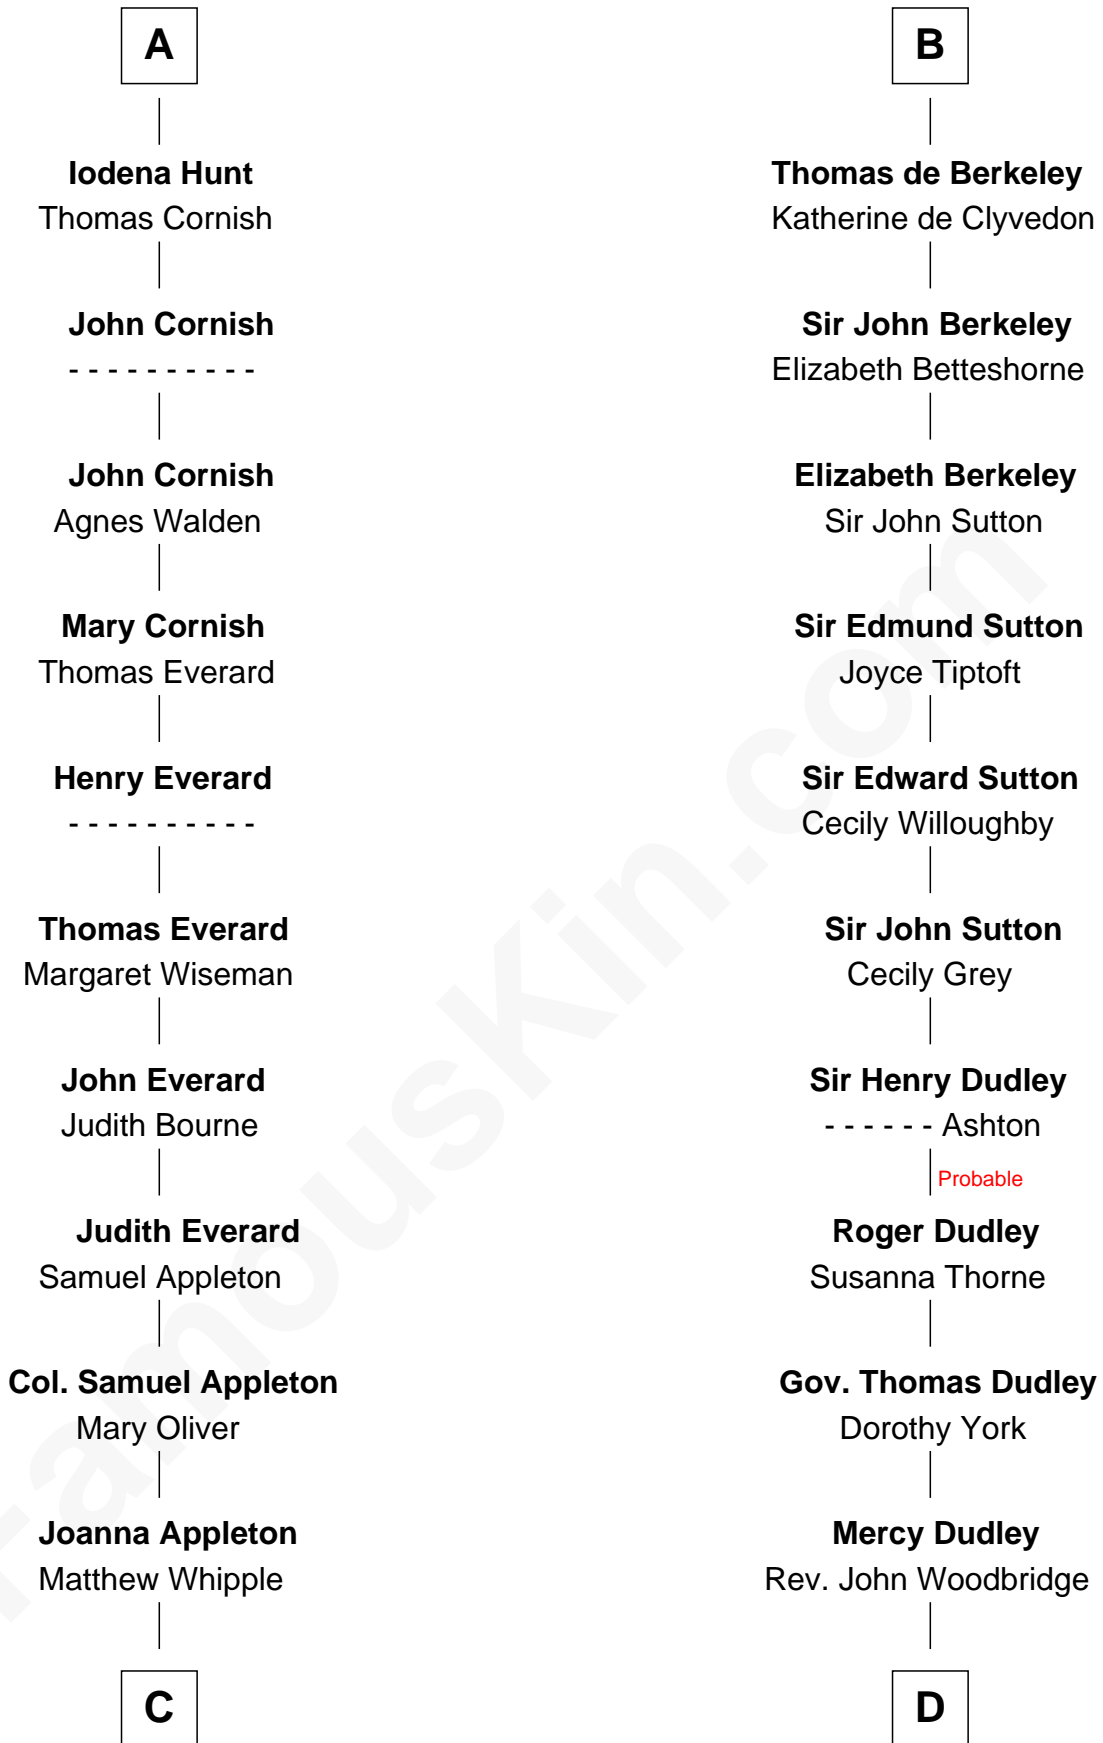 A
Iodena Hunt
Thomas Cornish
John Cornish
- - - - - - - - - -
John Cornish
Agnes Walden
Mary Cornish
Thomas Everard
Henry Everard
- - - - - - - - - -
Thomas Everard
Margaret Wiseman
John Everard
Judith Bourne
Judith Everard
Samuel Appleton
Col. Samuel Appleton
Mary Oliver
Joanna Appleton
Matthew Whipple
C
B
Thomas de Berkeley
Katherine de Clyvedon
Sir John Berkeley
Elizabeth Betteshorne
Elizabeth Berkeley
Sir John Sutton
Sir Edmund Sutton
Joyce Tiptoft
Sir Edward Sutton
Cecily Willoughby
Sir John Sutton
Cecily Grey
Sir Henry Dudley
- - - - - - Ashton
Probable
Roger Dudley
Susanna Thorne
Gov. Thomas Dudley
Dorothy York
Mercy Dudley
Rev. John Woodbridge
D
FamousKin.com